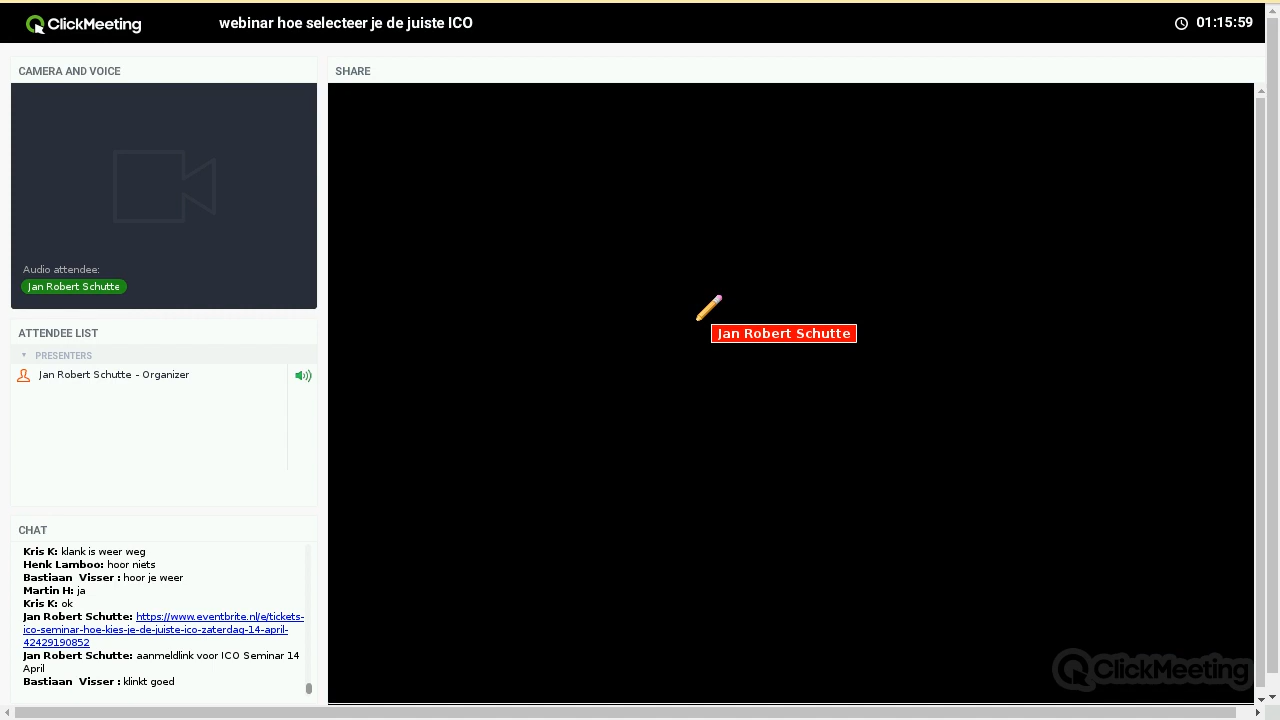 ClickMeeting
webinar hoe selecteer je de juiste ICO
01:15:59
CAMERA AND VOICE
Audio attendee:
Jan Robert Schutte
ATTENDEE LIST
PRESENTERS
Jan Robert Schutte - Organizer
CHAT
Kris K: klank is weer weg
Henk Lamboo: hoor niets
Bastiaan Visser : hoor je weer
Martin H: ja
Kris K: ok
Jan Robert Schutte: https://www.eventbrite.nl/e/tickets-
ico-seminar-hoe-kies-je-de-juiste-ico-zaterdag-14-april-
42429190852
Jan Robert Schutte: aanmeldlink voor ICO Seminar 14
April
Bastiaan Visser : klinkt goed
SHARE
Jan Robert Schutte
ClickMeeting